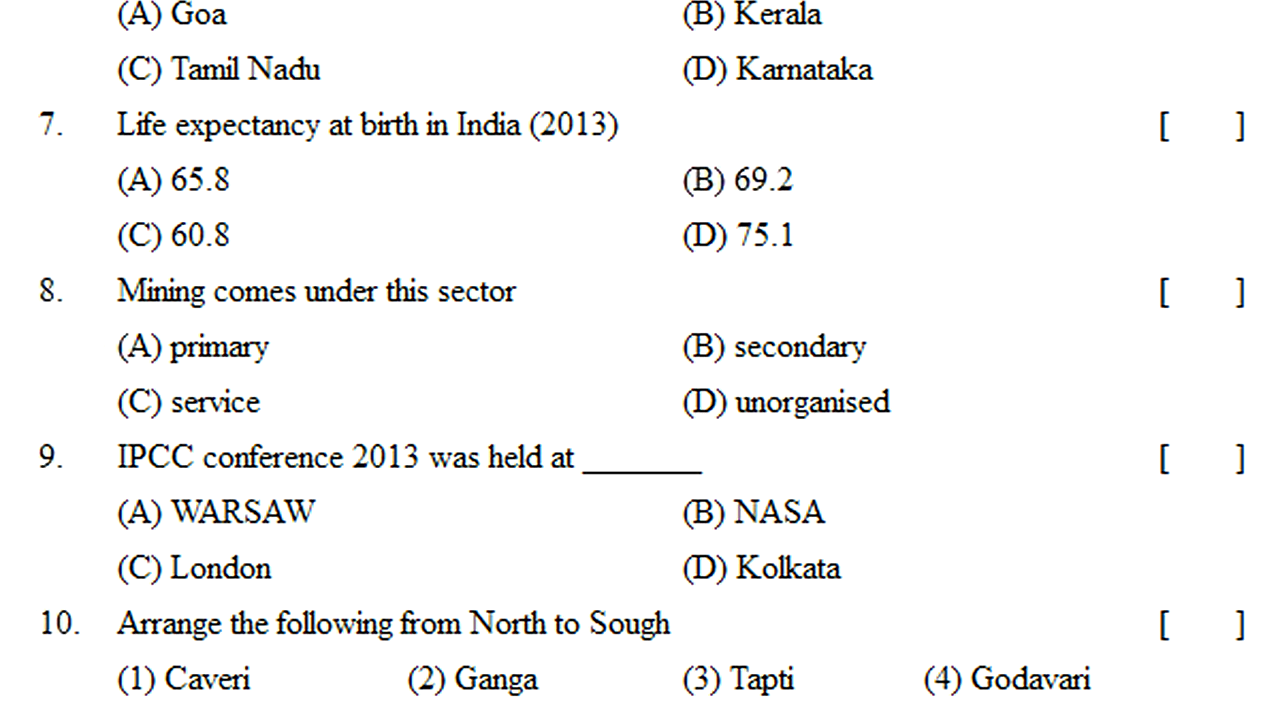 (A) Goa (B) Kerala
(C) Tamil Nadu (D) Karnataka
7. Life expectancy at birth in India (2013) [ ]
(A) 65.8 (B) 69.2
(C) 60.8 (D) 75.1
8. Mining comes under this sector [ ]
(A) primary (B) secondary
(C) service (D) unorganised
9. IPCC conference 2013 was held at _______ [ ]
(A) WARSAW (B) NASA
(C) London (D) Kolkata
10. Arrange the following from North to Sough [ ]
(1) Caveri (2) Ganga (3) Tapti (4) Godavari